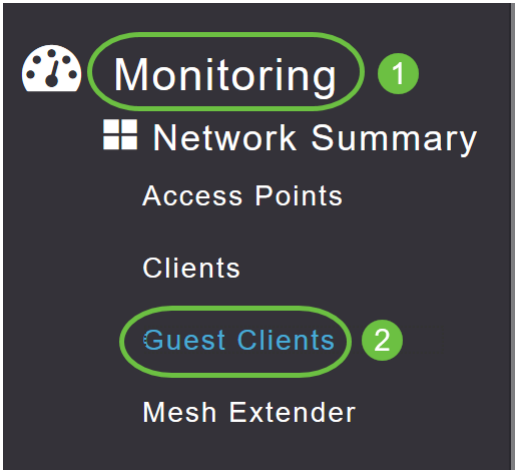 Monitoring 1
Network Summary
Access Points
Clients
Guest Clients 2
Mesh Extender